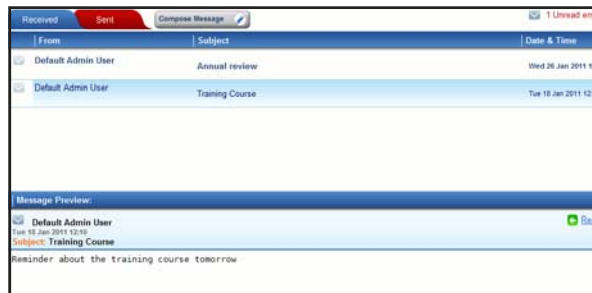 Received Sent Compose Message 1 Unread em
From Subject Date & Time
Default Admin User Annual review Wed 26 Jan 2011 1
Default Admin User Training Course Tue 18 Jan 2011 12
Message Preview:
Default Admin User Re
Tue 18 Jan 2011 12:10
Subject: Training Course
Reminder about the training course tomorrow